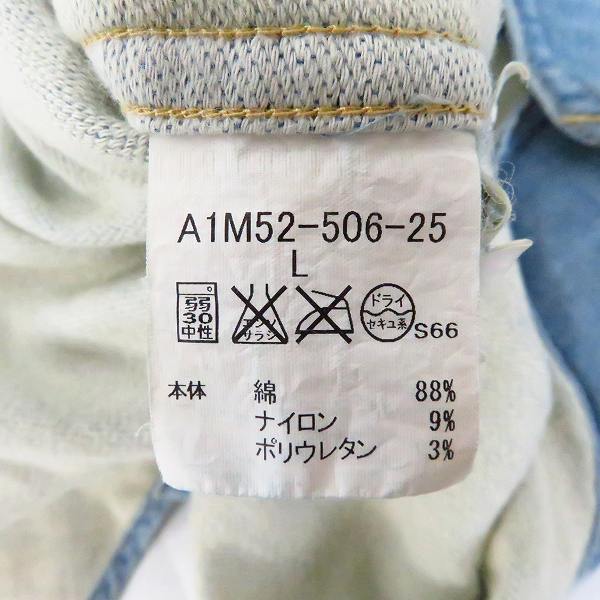 A1M52-506-25
L
弱
30
中性
エンソ
サラシ
ドライ
セキユ系
S66
本体 綿 88%
ナイロン 9%
ポリウレタン 3%